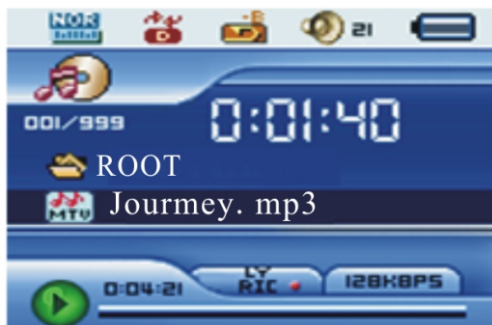 NOR 21
001/999
0:01:40
ROOT
MTV Jourmey. mp3
0:04:21 LY RIC 128KBPS